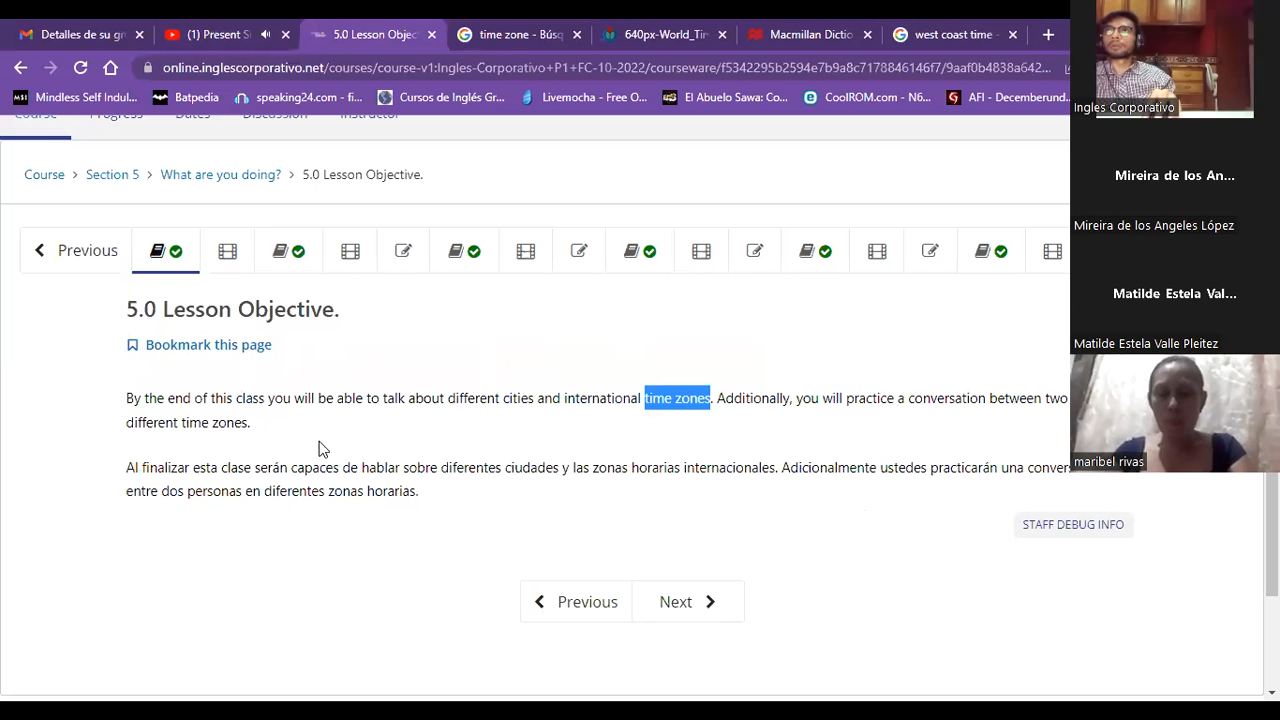 Detalles de su gm
(1) Present S
5.0 Lesson Objec
time zone - Búsq
640px-World_Tim
Macmillan Dictio
west coast time -
online.inglescorporativo.net/courses/course-v1:Ingles-Corporativo+P1+FC-10-2022/courseware/f5342295b2594e7b9a8c7178846146f7/9aaf0b4838a642...
Mindless Self Indul...
Batpedia
speaking24.com - fi...
Cursos de Inglés Gr...
Livemocha - Free O...
El Abuelo Sawa: Co...
CoolROM.com - N6...
AFI - Decemberund
Course
Progress
Dates
Discussion
Instructor
Course > Section 5 > What are you doing? > 5.0 Lesson Objective.
Previous
5.0 Lesson Objective.
Bookmark this page
By the end of this class you will be able to talk about different cities and international time zones. Additionally, you will practice a conversation between two
different time zones.
Al finalizar esta clase serán capaces de hablar sobre diferentes ciudades y las zonas horarias internacionales. Adicionalmente ustedes practicarán una conver
entre dos personas en diferentes zonas horarias.
STAFF DEBUG INFO
Previous
Next
Ingles Corporativo
Mireira de los An...
Mireira de los Angeles López
Matilde Estela Val...
Matilde Estela Valle Pleitez
maribel rivas